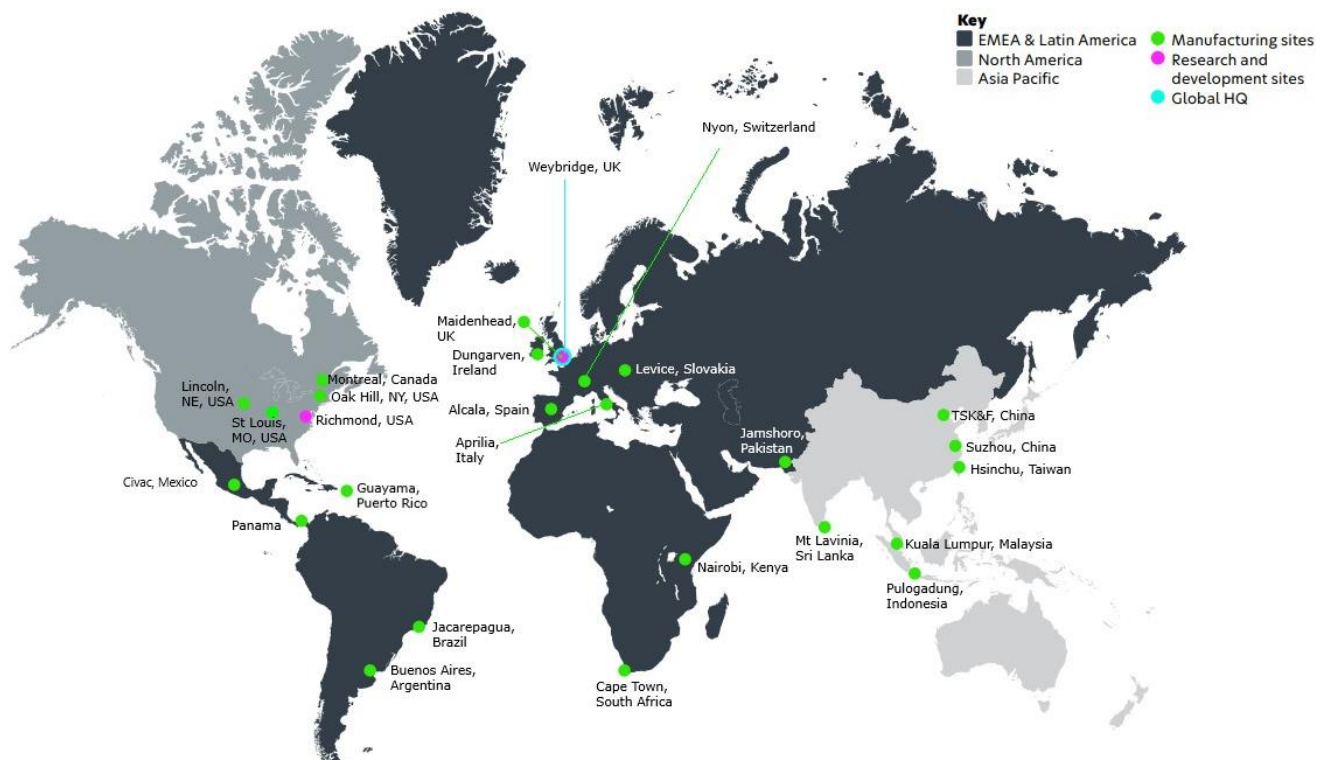 Key
EMEA & Latin America
North America
Asia Pacific
Manufacturing sites
Research and
development sites
Global HQ
Nyon, Switzerland
Weybridge, UK
Maidenhead,
UK
Dungarven,
Ireland
Levice, Slovakia
Alcala, Spain
Aprilia,
Italy
Montreal, Canada
Lincoln,
NE, USA
Oak Hill, NY, USA
St Louis,
MO, USA
Richmond, USA
Civac, Mexico
Guayama,
Puerto Rico
Panama
Jacarepagua,
Brazil
Buenos Aires,
Argentina
Jamshoro,
Pakistan
TSK&F, China
Suzhou, China
Hsinchu, Taiwan
Mt Lavinia,
Sri Lanka
Kuala Lumpur, Malaysia
Pulogadung,
Indonesia
Nairobi, Kenya
Cape Town,
South Africa